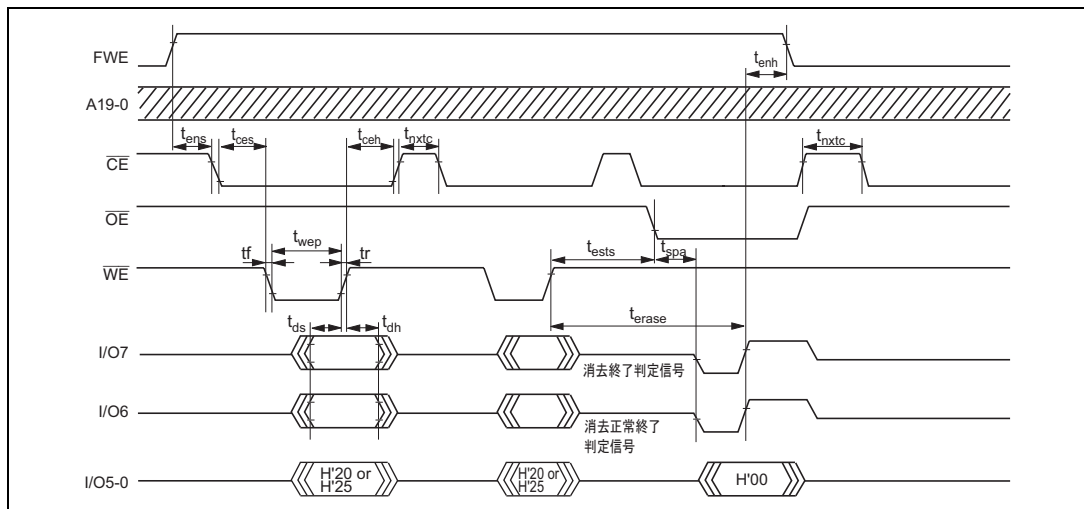 FWE
t_enh
A19-0
t_ens t_ces t_ceh t_nxtc t_nxtc
CE
OE
t_wep
tf tr t_ests t_spa
WE
t_ds t_dh t_erase
I/O7
消去終了判定信号
I/O6
消去正常終了
判定信号
H'20 or H'20 or
I/O5-0 H'25 H'25 H'00